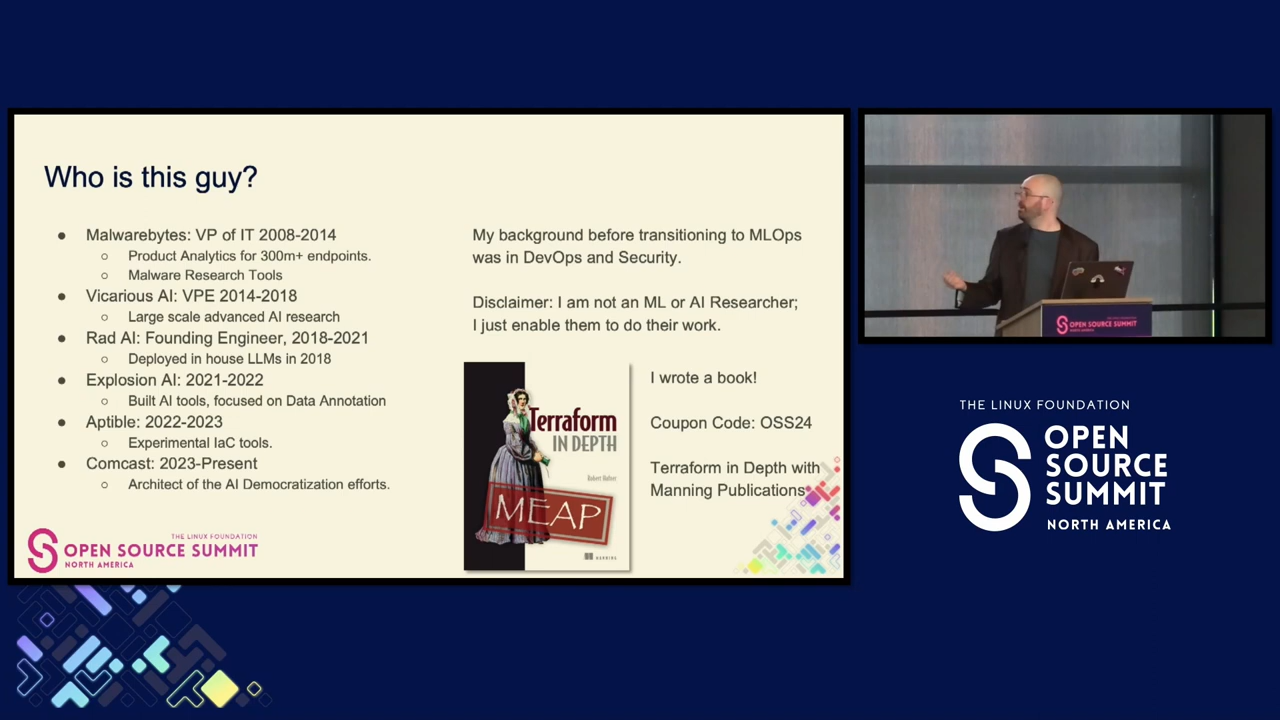 Who is this guy?
● Malwarebytes: VP of IT 2008-2014
○ Product Analytics for 300m+ endpoints.
○ Malware Research Tools
● Vicarious AI: VPE 2014-2018
○ Large scale advanced AI research
● Rad AI: Founding Engineer, 2018-2021
○ Deployed in house LLMs in 2018
● Explosion AI: 2021-2022
○ Built AI tools, focused on Data Annotation
● Aptible: 2022-2023
○ Experimental IaC tools.
● Comcast: 2023-Present
○ Architect of the AI Democratization efforts.
My background before transitioning to MLOps
was in DevOps and Security.
Disclaimer: I am not an ML or AI Researcher;
I just enable them to do their work.
Terraform
IN DEPTH
Robert Hafner
MEAP
MANNING
I wrote a book!
Coupon Code: OSS24
Terraform in Depth with
Manning Publications
THE LINUX FOUNDATION
OPEN SOURCE SUMMIT
NORTH AMERICA
OPEN SOURCE SUMMIT
THE LINUX FOUNDATION
OPEN
SOURCE
SUMMIT
NORTH AMERICA